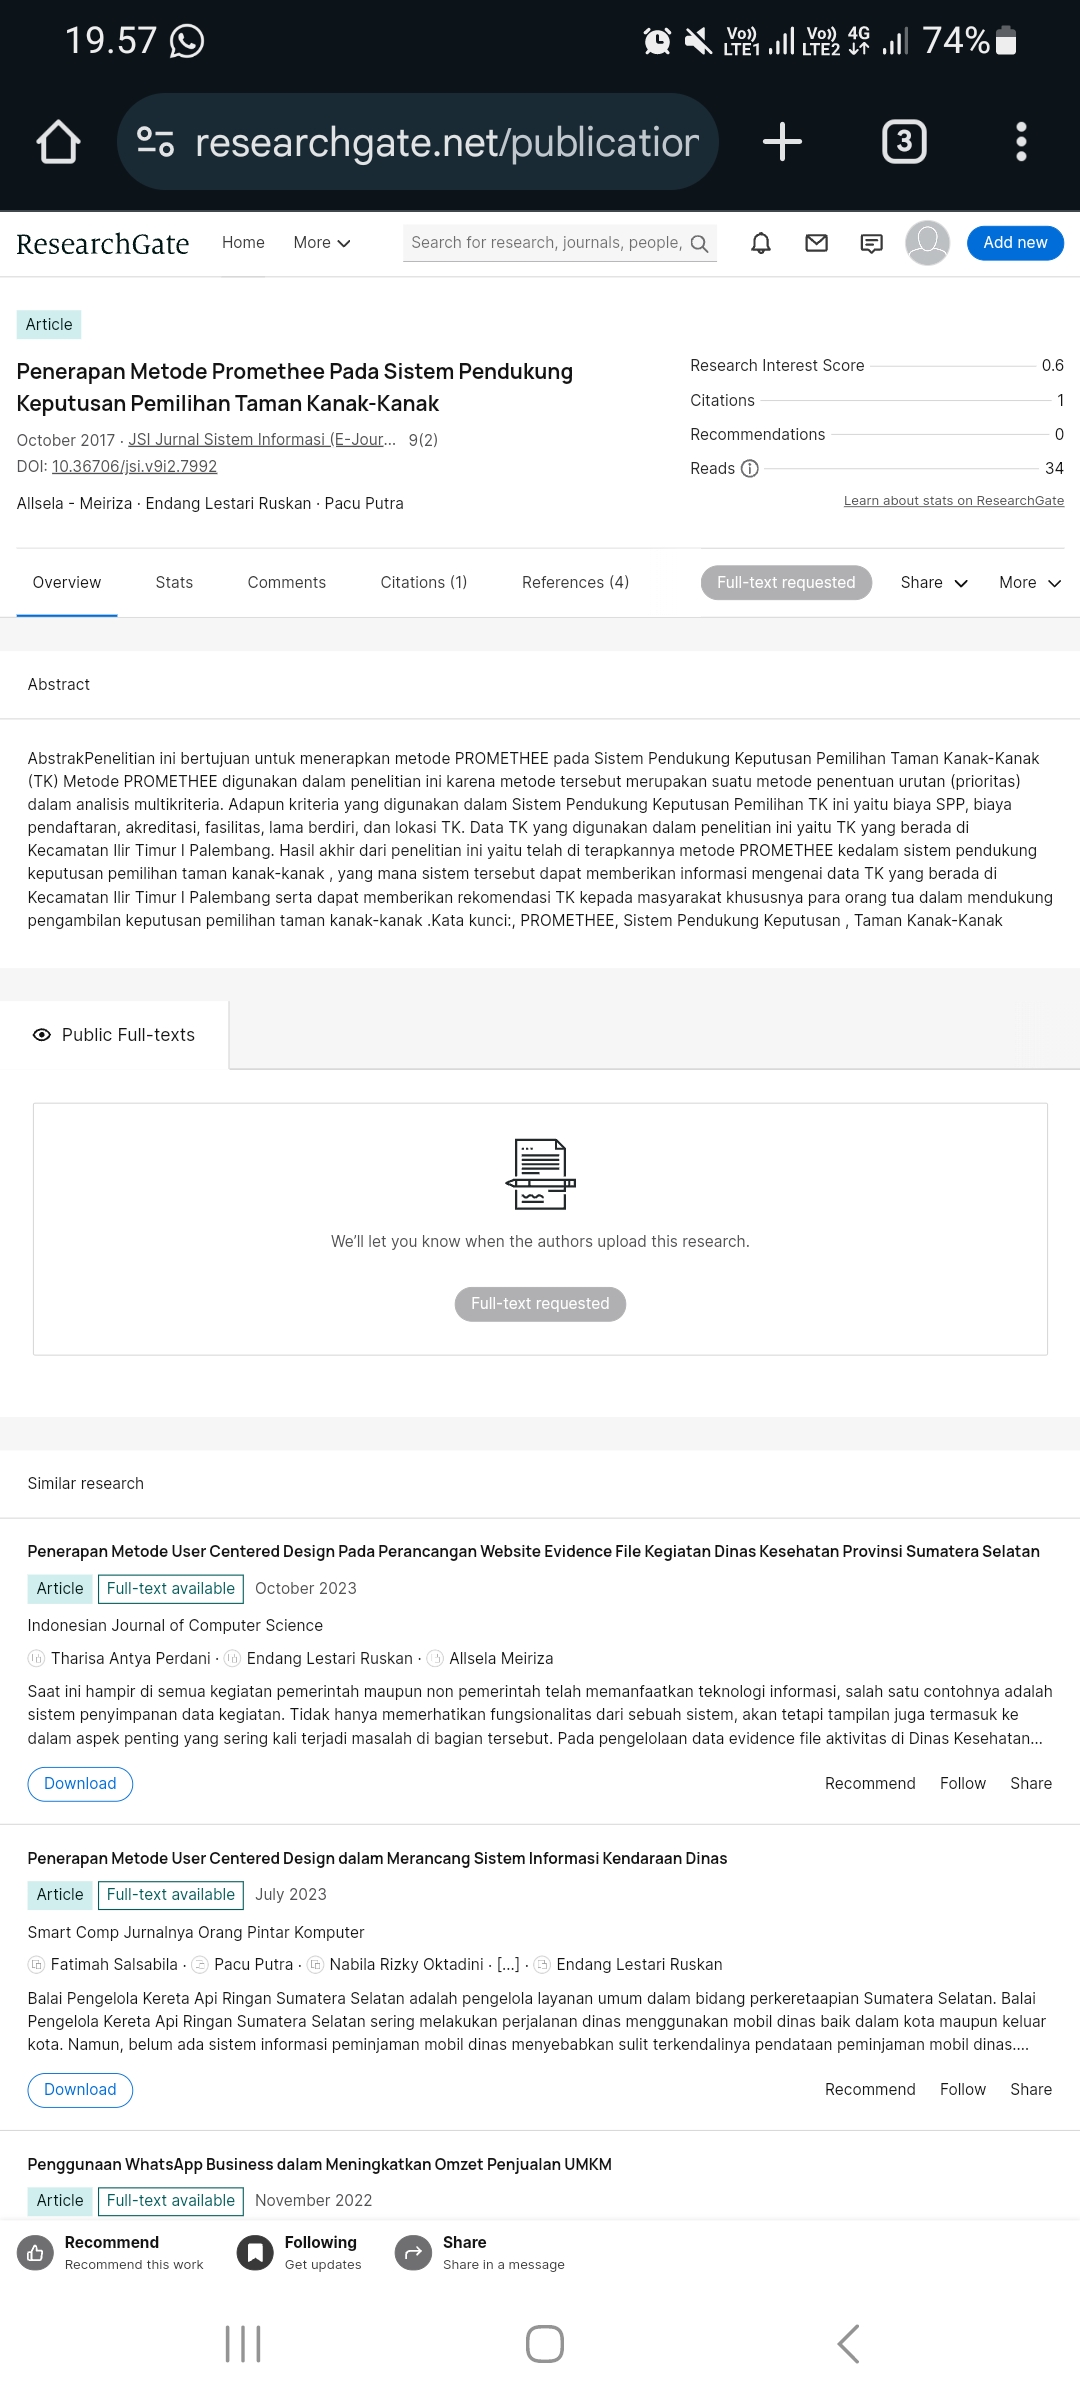 19.57
Vo)) LTE1 Vo)) LTE2 4G 74%
researchgate.net/publication
3
ResearchGate Home More Search for research, journals, people, Add new
Article
Penerapan Metode Promethee Pada Sistem Pendukung
Keputusan Pemilihan Taman Kanak-Kanak
October 2017 · JSI Jurnal Sistem Informasi (E-Jour... 9(2)
DOI: 10.36706/jsi.v9i2.7992
Allsela - Meiriza · Endang Lestari Ruskan · Pacu Putra
Research Interest Score 0.6
Citations 1
Recommendations 0
Reads 34
Learn about stats on ResearchGate
Overview Stats Comments Citations (1) References (4) Full-text requested Share More
Abstract
AbstrakPenelitian ini bertujuan untuk menerapkan metode PROMETHEE pada Sistem Pendukung Keputusan Pemilihan Taman Kanak-Kanak
(TK) Metode PROMETHEE digunakan dalam penelitian ini karena metode tersebut merupakan suatu metode penentuan urutan (prioritas)
dalam analisis multikriteria. Adapun kriteria yang digunakan dalam Sistem Pendukung Keputusan Pemilihan TK ini yaitu biaya SPP, biaya
pendaftaran, akreditasi, fasilitas, lama berdiri, dan lokasi TK. Data TK yang digunakan dalam penelitian ini yaitu TK yang berada di
Kecamatan Ilir Timur I Palembang. Hasil akhir dari penelitian ini yaitu telah di terapkannya metode PROMETHEE kedalam sistem pendukung
keputusan pemilihan taman kanak-kanak , yang mana sistem tersebut dapat memberikan informasi mengenai data TK yang berada di
Kecamatan Ilir Timur I Palembang serta dapat memberikan rekomendasi TK kepada masyarakat khususnya para orang tua dalam mendukung
pengambilan keputusan pemilihan taman kanak-kanak .Kata kunci:, PROMETHEE, Sistem Pendukung Keputusan , Taman Kanak-Kanak
Public Full-texts
We'll let you know when the authors upload this research.
Full-text requested
Similar research
Penerapan Metode User Centered Design Pada Perancangan Website Evidence File Kegiatan Dinas Kesehatan Provinsi Sumatera Selatan
Article Full-text available October 2023
Indonesian Journal of Computer Science
Tharisa Antya Perdani · Endang Lestari Ruskan · Allsela Meiriza
Saat ini hampir di semua kegiatan pemerintah maupun non pemerintah telah memanfaatkan teknologi informasi, salah satu contohnya adalah
sistem penyimpanan data kegiatan. Tidak hanya memerhatikan fungsionalitas dari sebuah sistem, akan tetapi tampilan juga termasuk ke
dalam aspek penting yang sering kali terjadi masalah di bagian tersebut. Pada pengelolaan data evidence file aktivitas di Dinas Kesehatan...
Download Recommend Follow Share
Penerapan Metode User Centered Design dalam Merancang Sistem Informasi Kendaraan Dinas
Article Full-text available July 2023
Smart Comp Jurnalnya Orang Pintar Komputer
Fatimah Salsabila · Pacu Putra · Nabila Rizky Oktadini · [...] · Endang Lestari Ruskan
Balai Pengelola Kereta Api Ringan Sumatera Selatan adalah pengelola layanan umum dalam bidang perkeretaapian Sumatera Selatan. Balai
Pengelola Kereta Api Ringan Sumatera Selatan sering melakukan perjalanan dinas menggunakan mobil dinas baik dalam kota maupun keluar
kota. Namun, belum ada sistem informasi peminjaman mobil dinas menyebabkan sulit terkendalinya pendataan peminjaman mobil dinas....
Download Recommend Follow Share
Penggunaan WhatsApp Business dalam Meningkatkan Omzet Penjualan UMKM
Article Full-text available November 2022
Recommend Following Share
Recommend this work Get updates Share in a message